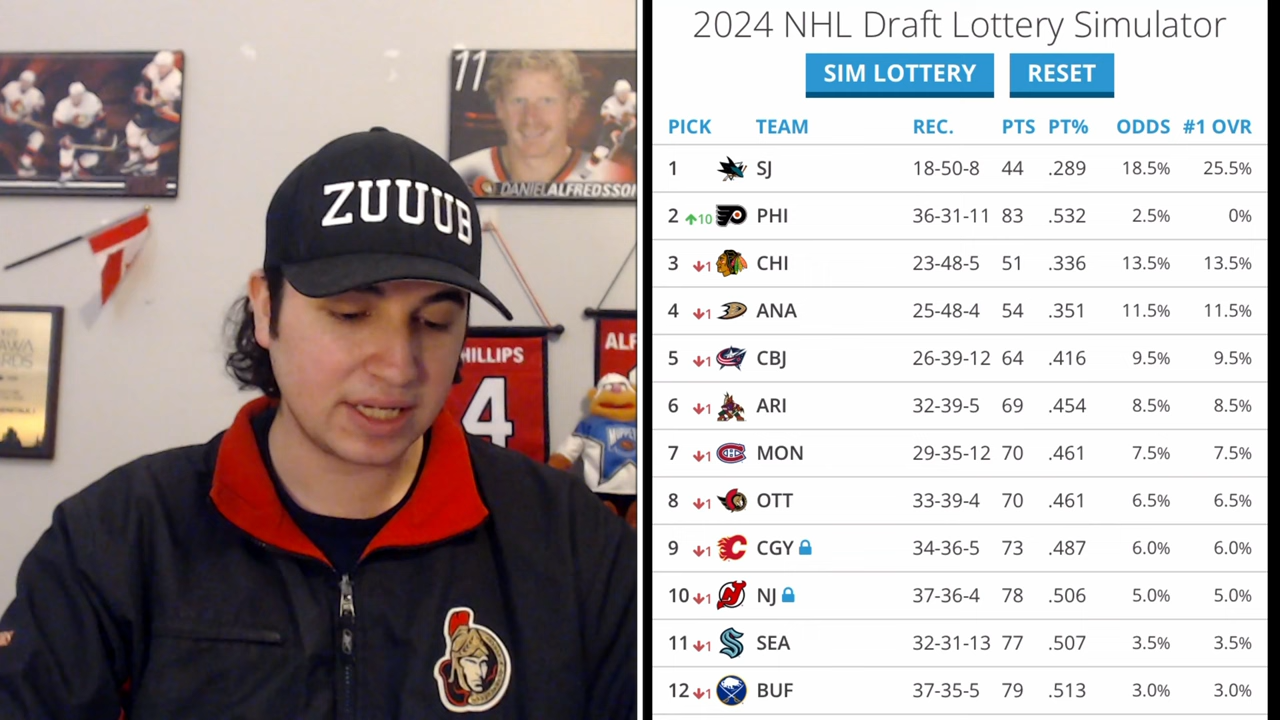 11
DANIEL ALFREDSSON
ZUUUB
HILLIPS
4
ALF
2024 NHL Draft Lottery Simulator
SIM LOTTERY RESET
PICK TEAM REC. PTS PT% ODDS #1 OVR
1 SJ 18-50-8 44 .289 18.5% 25.5%
2 10 PHI 36-31-11 83 .532 2.5% 0%
3 1 CHI 23-48-5 51 .336 13.5% 13.5%
4 1 ANA 25-48-4 54 .351 11.5% 11.5%
5 1 CBJ 26-39-12 64 .416 9.5% 9.5%
6 1 ARI 32-39-5 69 .454 8.5% 8.5%
7 1 MON 29-35-12 70 .461 7.5% 7.5%
8 1 OTT 33-39-4 70 .461 6.5% 6.5%
9 1 CGY 34-36-5 73 .487 6.0% 6.0%
10 1 NJ 37-36-4 78 .506 5.0% 5.0%
11 1 SEA 32-31-13 77 .507 3.5% 3.5%
12 1 BUF 37-35-5 79 .513 3.0% 3.0%